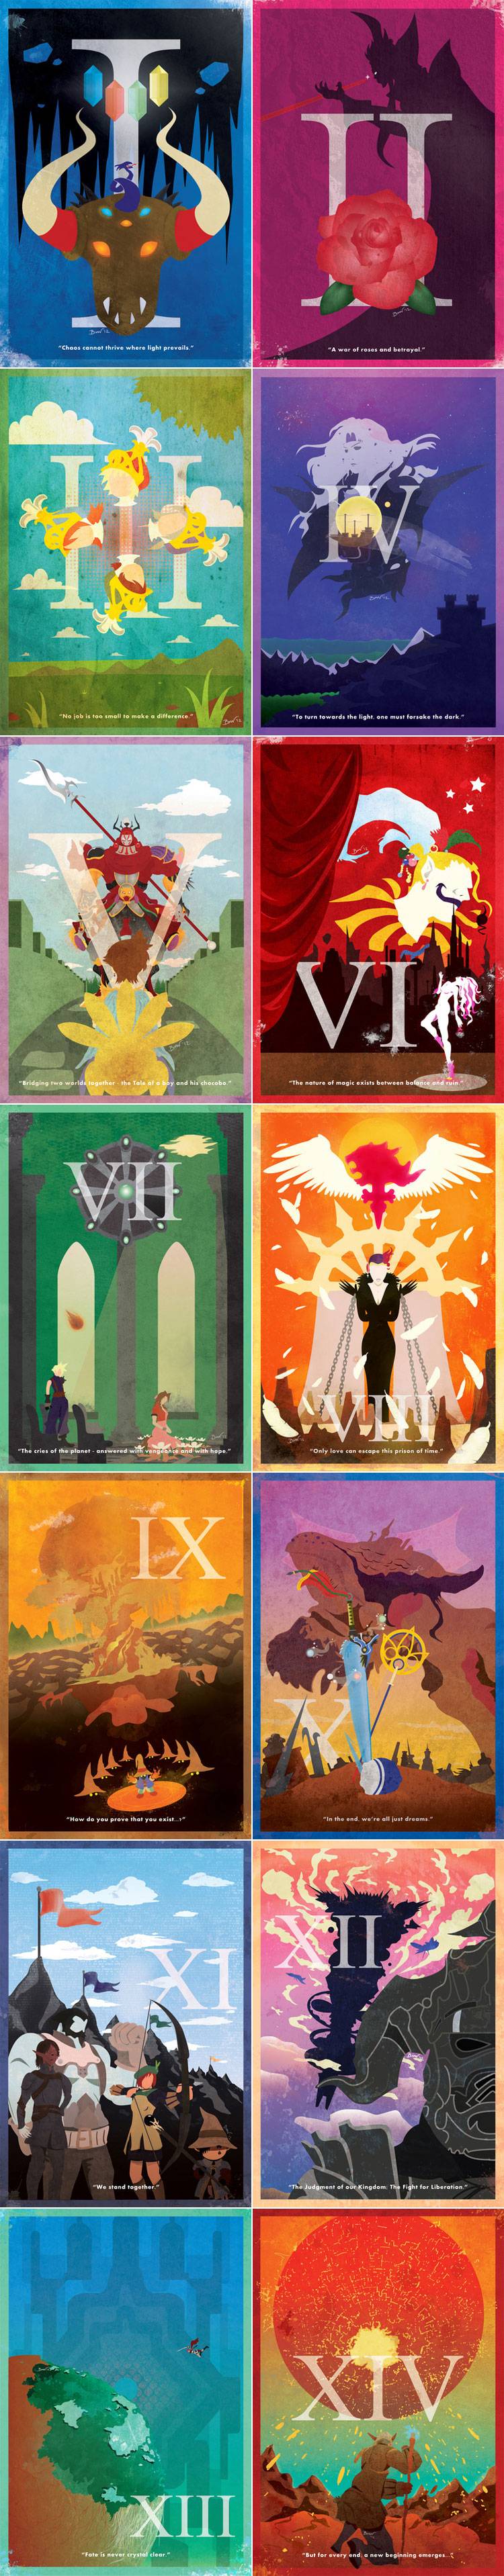 I
"Chaos cannot thrive where light prevails."
II
"A war of roses and betrayal."
III
"No job is too small to make a difference."
IV
"To turn towards the light, one must forsake the dark."
V
"Bridging two worlds together - the Tale of a boy and his chocobo."
VI
"The nature of magic exists between balance and ruin."
VII
"The cries of the planet - answered with vengeance and with hope."
VIII
"Only love can escape this prison of time."
IX
"How do you prove that you exist...?"
X
"In the end, we're all just dreams."
XI
"We stand together."
XII
"The Judgment of our Kingdom; The Fight for Liberation."
XIII
"Fate is never crystal clear."
XIV
"But for every end, a new beginning emerges..."